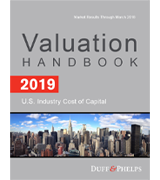 Market Results Through March 2019
Valuation
HANDBOOK
2019
U.S. Industry Cost of Capital
DUFF & PHELPS